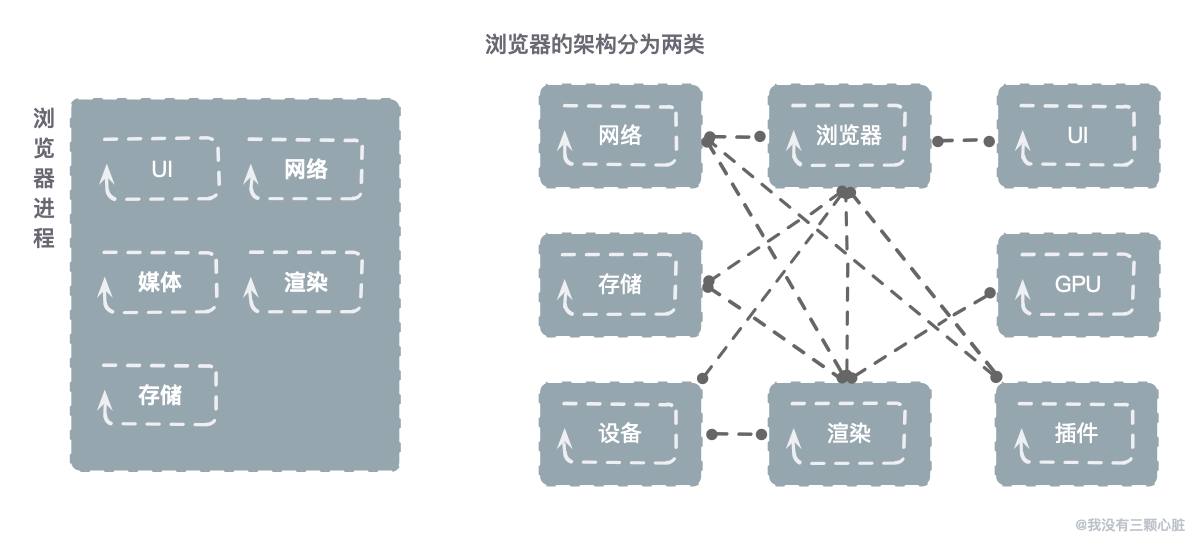 浏览器的架构分为两类
浏览器进程
UI
网络
媒体
渲染
存储
网络
浏览器
UI
存储
GPU
设备
渲染
插件
@我没有三颗心脏